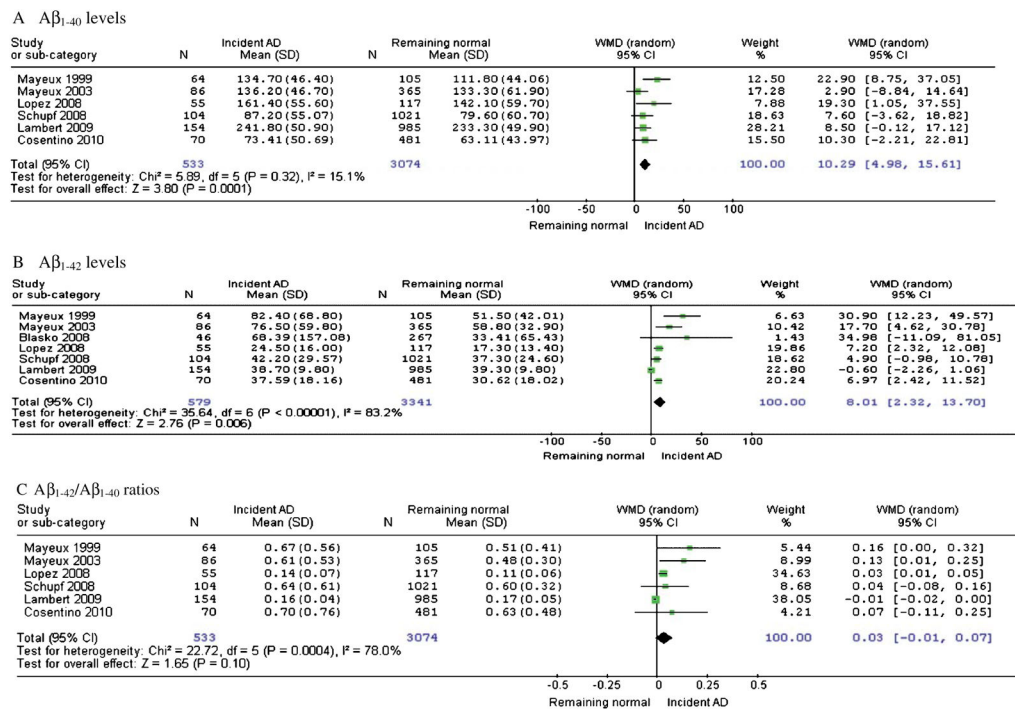 A Aβ1-40 levels
Study Incident AD Remaining normal WMD (random) Weight WMD (random)
or sub-category N Mean (SD) N Mean (SD) 95% CI % 95% CI
Mayeux 1999 64 134.70(46.40) 105 111.80(44.06) 12.50 22.90 [8.75, 37.05]
Mayeux 2003 86 136.20(46.70) 365 133.30(61.90) 17.28 2.90 [-8.84, 14.64]
Lopez 2008 55 161.40(55.60) 117 142.10(59.70) 7.88 19.30 [1.05, 37.55]
Schupf 2008 104 87.20(55.07) 1021 79.60(60.70) 18.63 7.60 [-3.62, 18.82]
Lambert 2009 154 241.80(50.90) 985 233.30(49.90) 28.21 8.50 [-0.12, 17.12]
Cosentino 2010 70 73.41(50.69) 481 63.11(43.97) 15.50 10.30 [-2.21, 22.81]
Total (95% CI) 533 3074 100.00 10.29 [4.98, 15.61]
Test for heterogeneity: Chi² = 5.89, df = 5 (P = 0.32), I² = 15.1%
Test for overall effect: Z = 3.80 (P = 0.0001)
-100 -50 0 50 100
Remaining normal Incident AD
B Aβ1-42 levels
Study Incident AD Remaining normal WMD (random) Weight WMD (random)
or sub-category N Mean (SD) N Mean (SD) 95% CI % 95% CI
Mayeux 1999 64 82.40(68.80) 105 51.50(42.01) 6.63 30.90 [12.23, 49.57]
Mayeux 2003 86 76.50(59.80) 365 58.80(32.90) 10.42 17.70 [4.62, 30.78]
Blasko 2008 46 68.39(157.08) 267 33.41(65.43) 1.43 34.98 [-11.09, 81.05]
Lopez 2008 55 24.50(16.00) 117 17.30(13.40) 19.86 7.20 [2.32, 12.08]
Schupf 2008 104 42.20(29.57) 1021 37.30(24.60) 18.62 4.90 [-0.98, 10.78]
Lambert 2009 154 38.70(9.80) 985 39.30(9.80) 22.80 -0.60 [-2.26, 1.06]
Cosentino 2010 70 37.59(18.16) 481 30.62(18.02) 20.24 6.97 [2.42, 11.52]
Total (95% CI) 579 3341 100.00 8.01 [2.32, 13.70]
Test for heterogeneity: Chi² = 35.64, df = 6 (P < 0.00001), I² = 83.2%
Test for overall effect: Z = 2.76 (P = 0.006)
-100 -50 0 50 100
Remaining normal Incident AD
C Aβ1-42/Aβ1-40 ratios
Study Incident AD Remaining normal WMD (random) Weight WMD (random)
or sub-category N Mean (SD) N Mean (SD) 95% CI % 95% CI
Mayeux 1999 64 0.67(0.56) 105 0.51(0.41) 5.44 0.16 [0.00, 0.32]
Mayeux 2003 86 0.61(0.53) 365 0.48(0.30) 8.99 0.13 [0.01, 0.25]
Lopez 2008 55 0.14(0.07) 117 0.11(0.06) 34.63 0.03 [0.01, 0.05]
Schupf 2008 104 0.64(0.61) 1021 0.60(0.32) 8.68 0.04 [-0.08, 0.16]
Lambert 2009 154 0.16(0.04) 985 0.17(0.05) 38.05 -0.01 [-0.02, 0.00]
Cosentino 2010 70 0.70(0.76) 481 0.63(0.48) 4.21 0.07 [-0.11, 0.25]
Total (95% CI) 533 3074 100.00 0.03 [-0.01, 0.07]
Test for heterogeneity: Chi² = 22.72, df = 5 (P = 0.0004), I² = 78.0%
Test for overall effect: Z = 1.65 (P = 0.10)
-0.5 -0.25 0 0.25 0.5
Remaining normal Incident AD